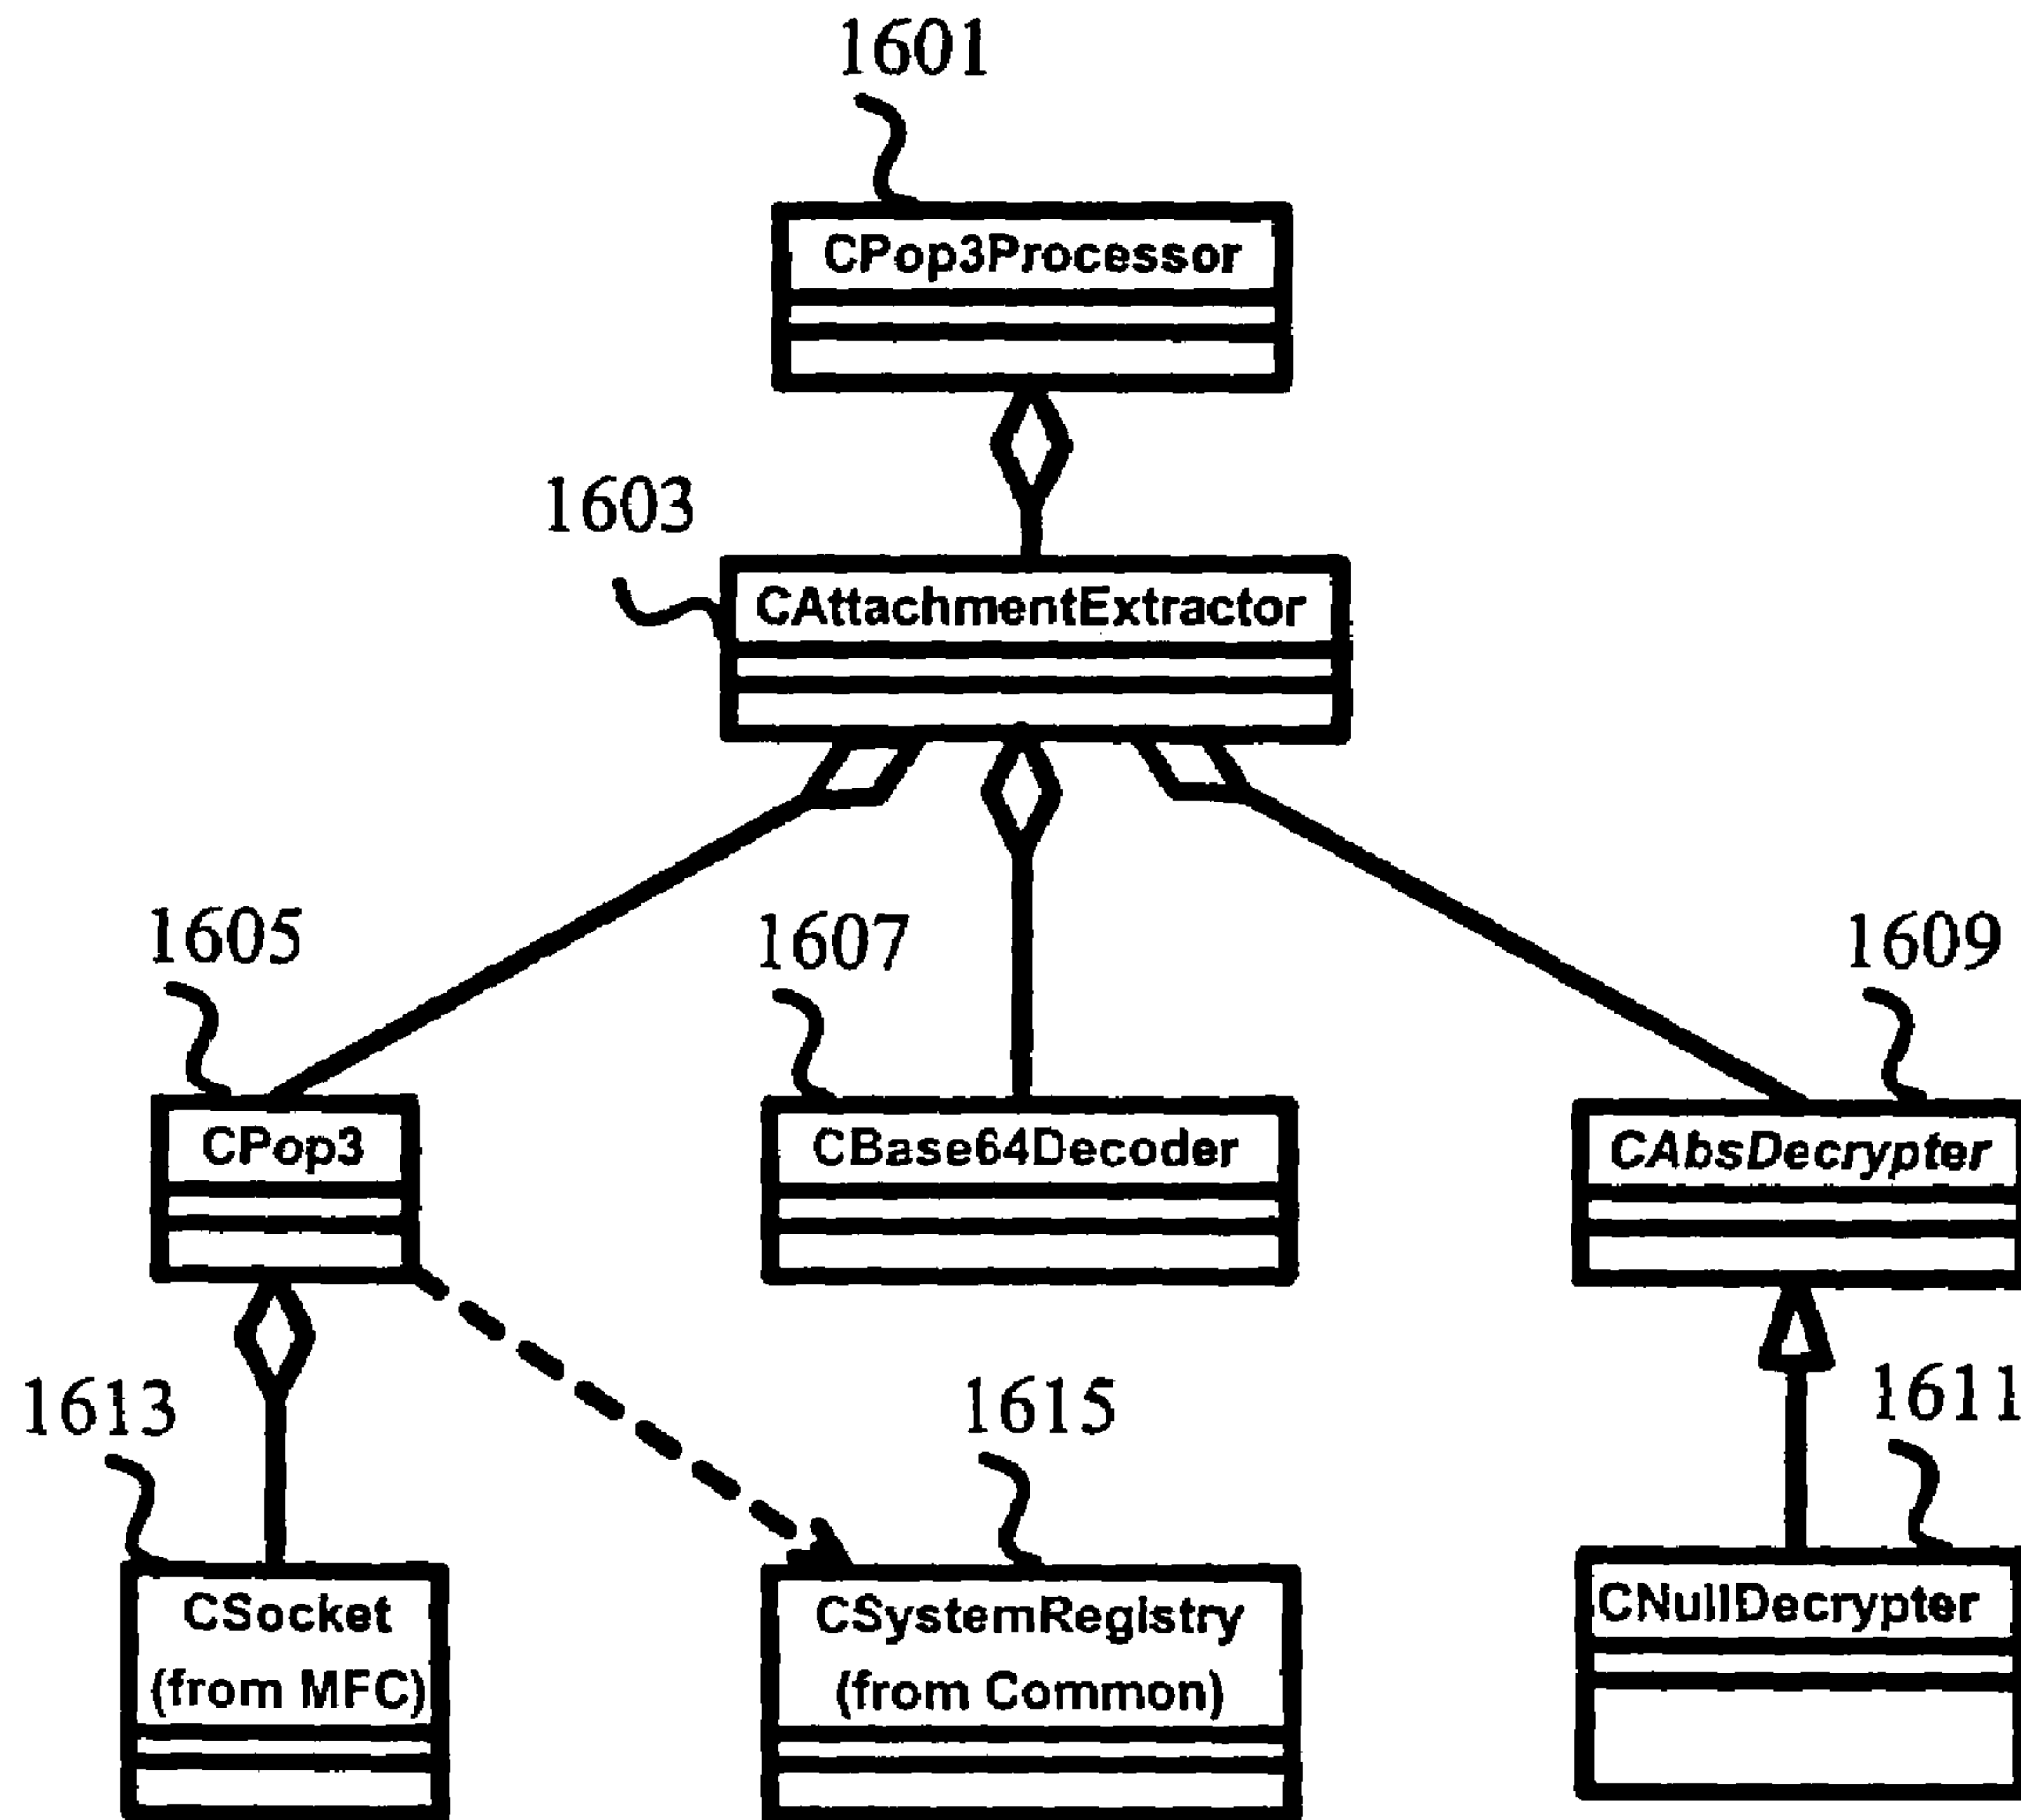 1601
CPop3Processor
1603
CAttachmentExtractor
1605
1607
1609
CPop3
CBase64Decoder
CAbsDecrypter
1613
1615
1611
CSocket
(from MFC)
CSystemRegistry
(from Common)
CNullDecrypter